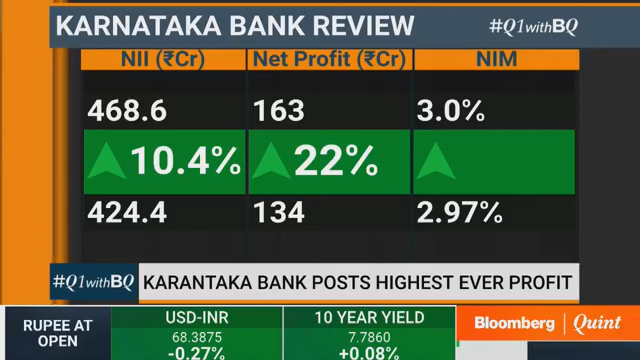 KARNATAKA BANK REVIEW
#Q1withBQ
NII (₹Cr) Net Profit (₹Cr) NIM
468.6 163 3.0%
10.4% 22%
424.4 134 2.97%
#Q1withBQ KARANTAKA BANK POSTS HIGHEST EVER PROFIT
RUPEE AT OPEN
USD-INR
68.3875
-0.27%
10 YEAR YIELD
7.7860
+0.08%
Bloomberg | Quint